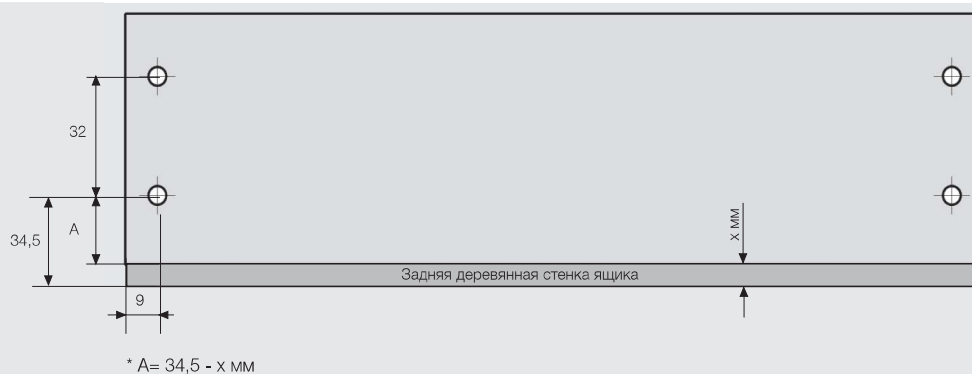 32
34,5
A
х мм
Задняя деревянная стенка ящика
9
* A= 34,5 - х мм